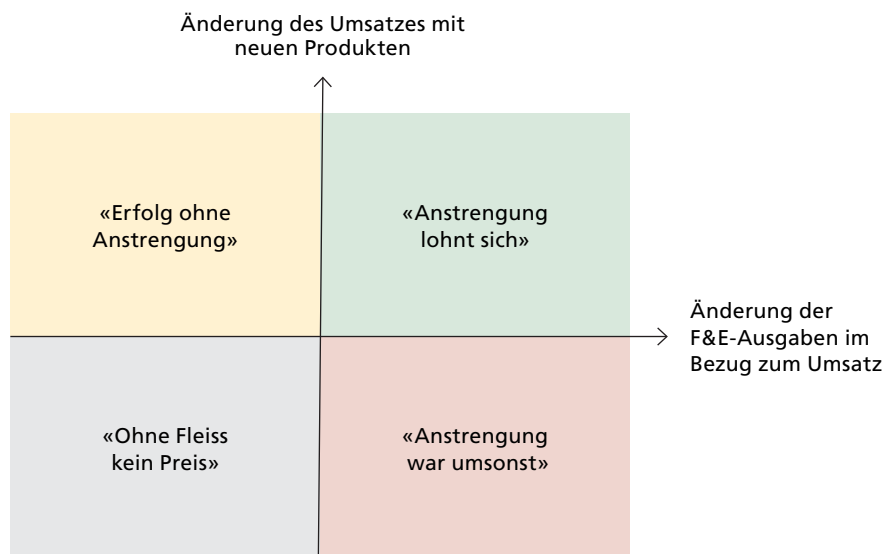 Änderung des Umsatzes mit
neuen Produkten
«Erfolg ohne
Anstrengung»
«Anstrengung
lohnt sich»
Änderung der
F&E-Ausgaben im
Bezug zum Umsatz
«Ohne Fleiss
kein Preis»
«Anstrengung
war umsonst»